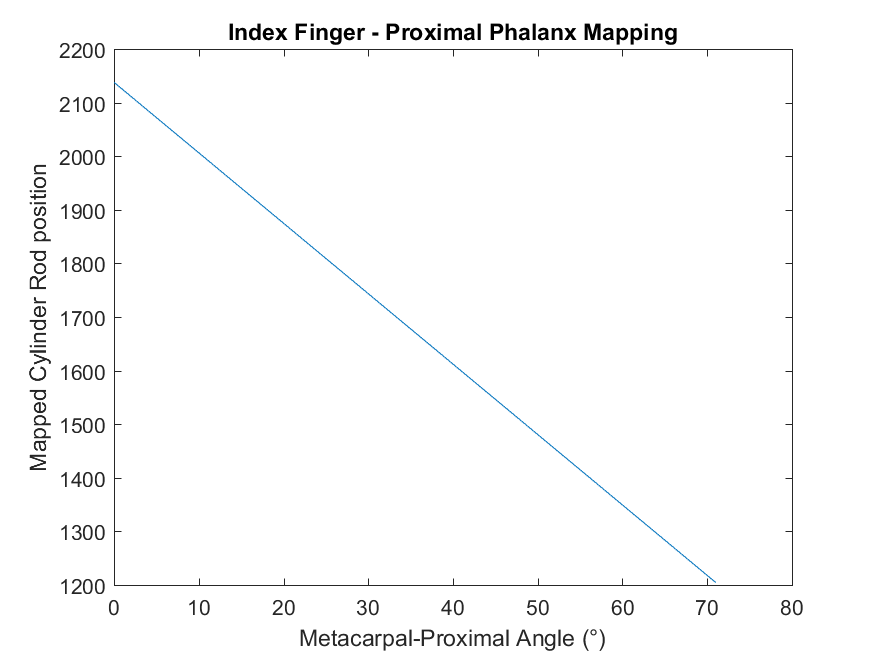 Index Finger - Proximal Phalanx Mapping
2200
2100
2000
1900
1800
1700
1600
1500
1400
1300
1200
Mapped Cylinder Rod position
0 10 20 30 40 50 60 70 80
Metacarpal-Proximal Angle (°)